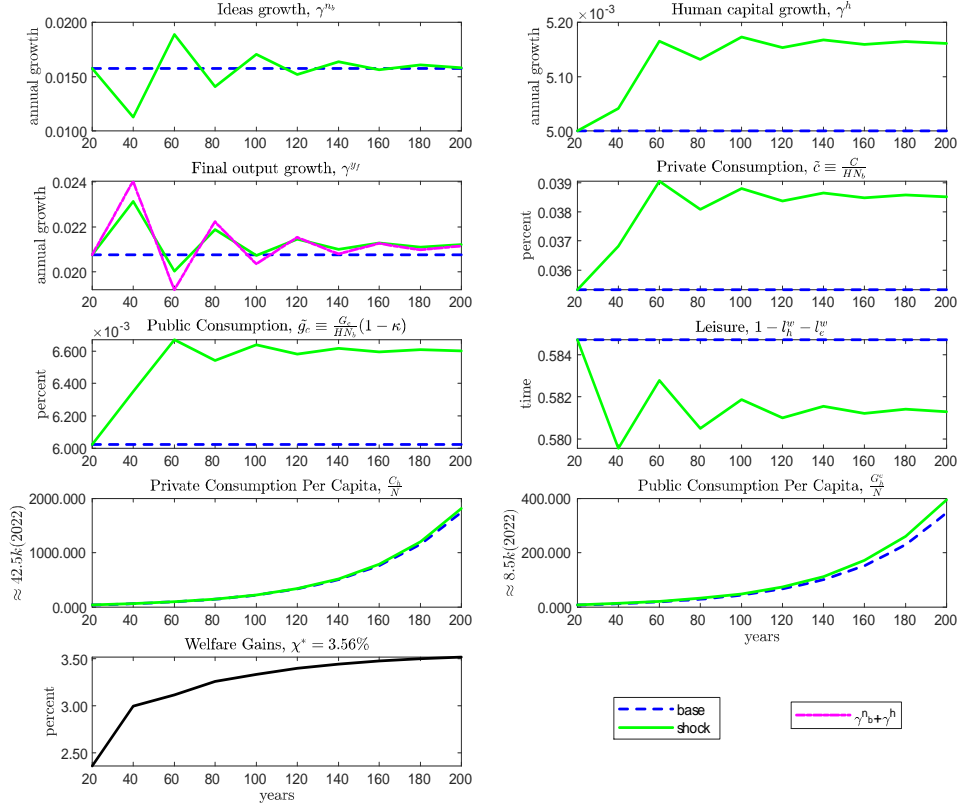 Ideas growth, γ^{n_b}
0.0200
0.0150
0.0100
annual growth
20 40 60 80 100 120 140 160 180 200
Human capital growth, γ^h
×10^{-3}
5.20
5.10
5.00
annual growth
20 40 60 80 100 120 140 160 180 200
Final output growth, γ^{y_f}
0.024
0.022
0.020
annual growth
20 40 60 80 100 120 140 160 180 200
Private Consumption, c̃ ≡ \frac{C}{HN_b}
0.039
0.038
0.037
0.036
percent
20 40 60 80 100 120 140 160 180 200
Public Consumption, g̃_c ≡ \frac{G_c}{HN_b}(1 − κ)
×10^{-3}
6.600
6.400
6.200
6.000
percent
20 40 60 80 100 120 140 160 180 200
Leisure, 1 − l_h^w − l_e^w
0.584
0.582
0.580
time
20 40 60 80 100 120 140 160 180 200
Private Consumption Per Capita, \frac{C_h}{N}
2000.000
1000.000
0.000
≈ 42.5k(2022)
20 40 60 80 100 120 140 160 180 200
Public Consumption Per Capita,
400.000
200.000
0.000
≈ 8.5k(2022)
20 40 60 80 100 120 140 160 180 200
years
Welfare Gains, χ* = 3.56%
3.50
3.00
2.50
percent
20 40 60 80 100 120 140 160 180 200
years
base
shock
γ^{n_b}+γ^h